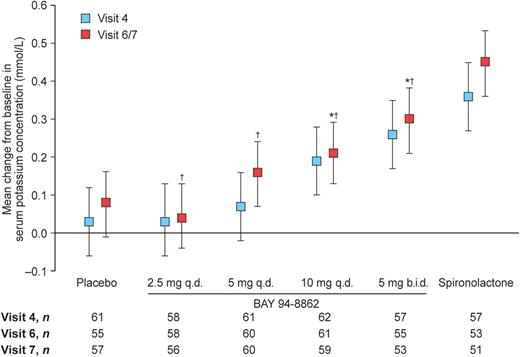 0.6
0.5
0.4
0.3
0.2
0.1
0.0
–0.1
Mean change from baseline in
serum potassium concentration (mmol/L)
Visit 4
Visit 6/7
†
†
*†
*†
Placebo 2.5 mg q.d. 5 mg q.d. 10 mg q.d. 5 mg b.i.d. Spironolactone
BAY 94-8862
Visit 4, n 61 58 61 62 57 57
Visit 6, n 55 58 60 61 55 53
Visit 7, n 57 56 60 59 53 51